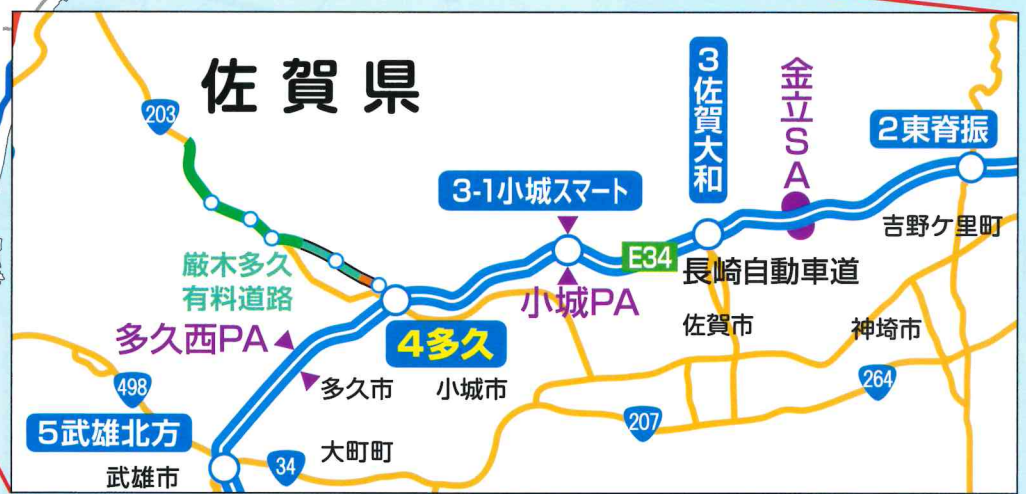 佐賀県
203
3佐賀大和
金立SA
2東脊振
3-1小城スマート
吉野ケ里町
E34
長崎自動車道
厳木多久
有料道路
小城PA
多久西PA
4多久
佐賀市
神埼市
498
多久市
小城市
264
207
5武雄北方
大町町
34
武雄市